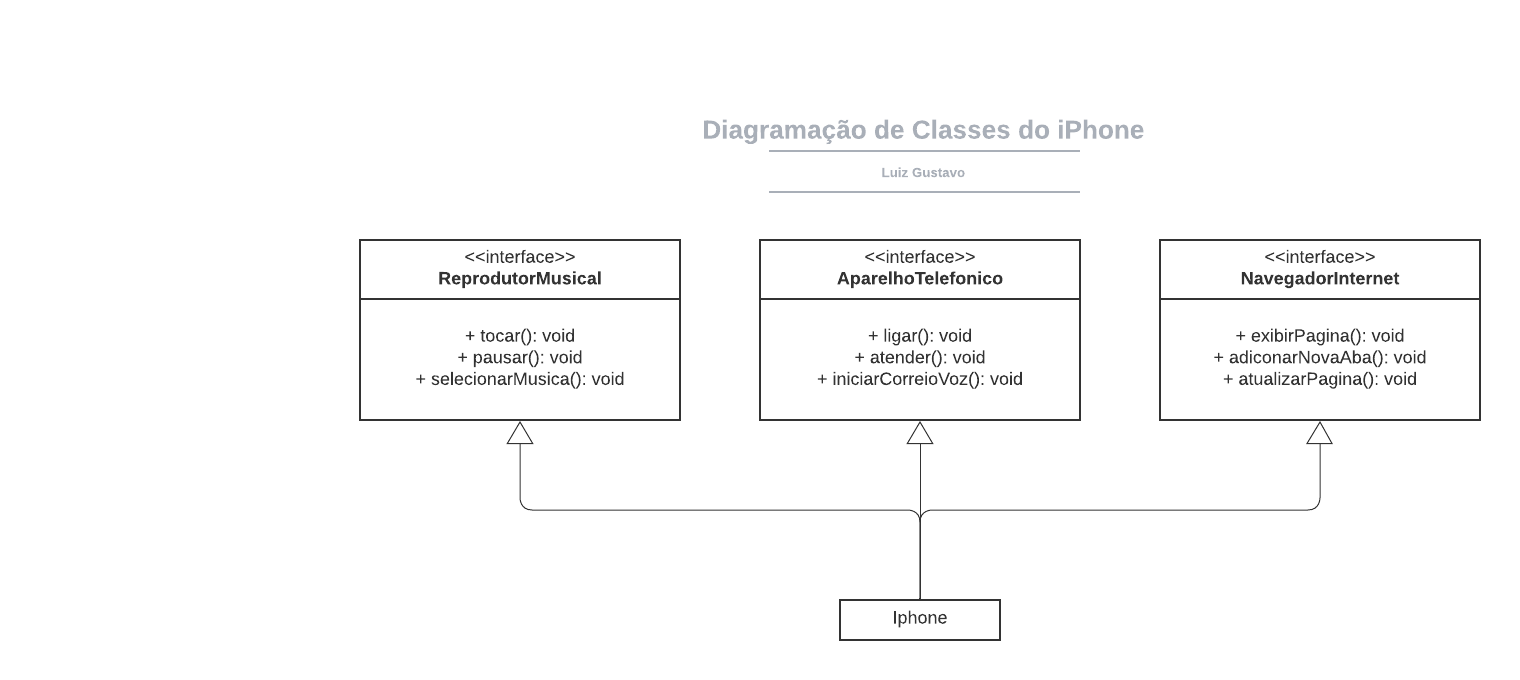 Diagramação de Classes do iPhone
Luiz Gustavo
<<interface>>
ReprodutorMusical
+ tocar(): void
+ pausar(): void
+ selecionarMusica(): void
<<interface>>
AparelhoTelefonico
+ ligar(): void
+ atender(): void
+ iniciarCorreioVoz(): void
<<interface>>
NavegadorInternet
+ exibirPagina(): void
+ adiconarNovaAba(): void
+ atualizarPagina(): void
Iphone